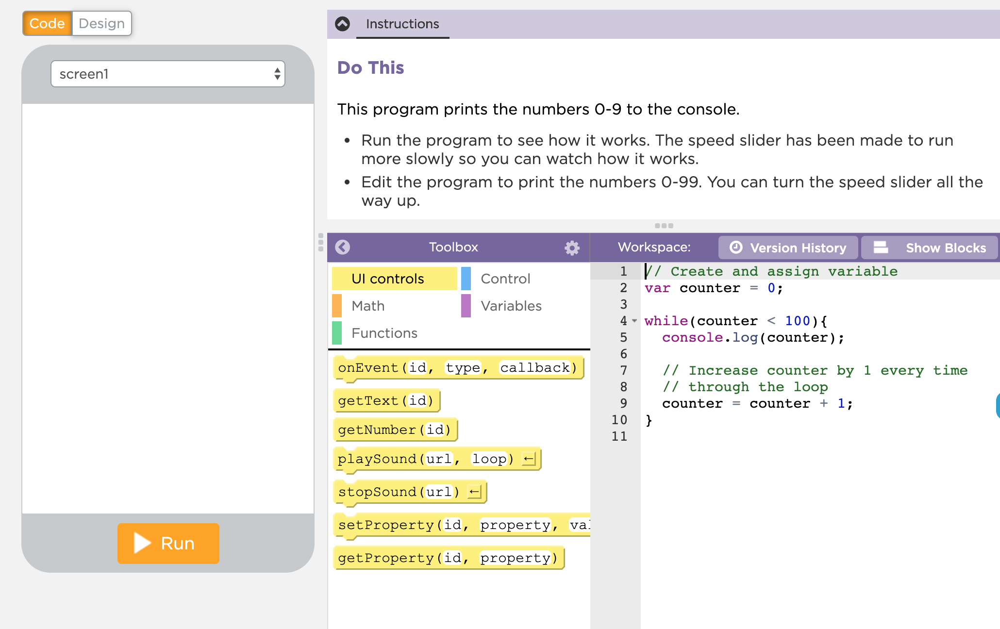 Code Design
screen1
Run
Instructions
Do This
This program prints the numbers 0-9 to the console.
• Run the program to see how it works. The speed slider has been made to run
more slowly so you can watch how it works.
• Edit the program to print the numbers 0-99. You can turn the speed slider all the
way up.
Toolbox
UI controls Control
Math Variables
Functions
onEvent(id, type, callback)
getText(id)
getNumber(id)
playSound(url, loop) ←
stopSound(url) ←
setProperty(id, property, val
getProperty(id, property)
Workspace: Version History Show Blocks
1 // Create and assign variable
2 var counter = 0;
3
4 while(counter < 100){
5 console.log(counter);
6
7 // Increase counter by 1 every time
8 // through the loop
9 counter = counter + 1;
10 }
11